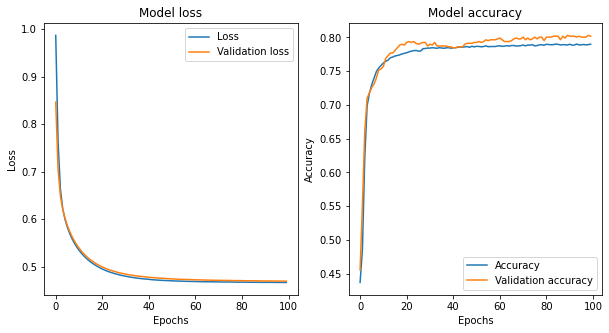 Model loss
Loss
Validation loss
1.0
0.9
0.8
0.7
0.6
0.5
Loss
0 20 40 60 80 100
Epochs
Model accuracy
0.80
0.75
0.70
0.65
0.60
0.55
0.50
0.45
Accuracy
Accuracy
Validation accuracy
0 20 40 60 80 100
Epochs